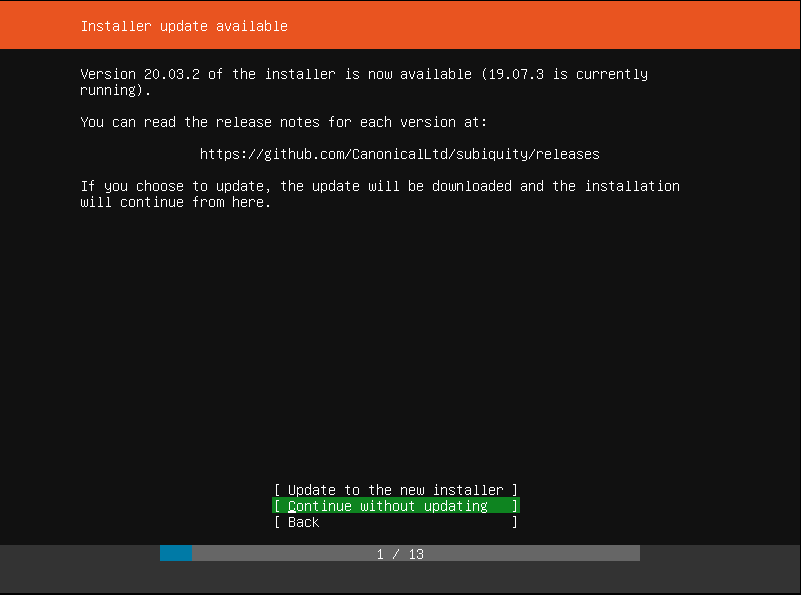 Installer update available
Version 20.03.2 of the installer is now available (19.07.3 is currently
running).
You can read the release notes for each version at:
https://github.com/CanonicalLtd/subiquity/releases
If you choose to update, the update will be downloaded and the installation
will continue from here.
[ Update to the new installer ]
[ Continue without updating ]
[ Back ]
1 / 13